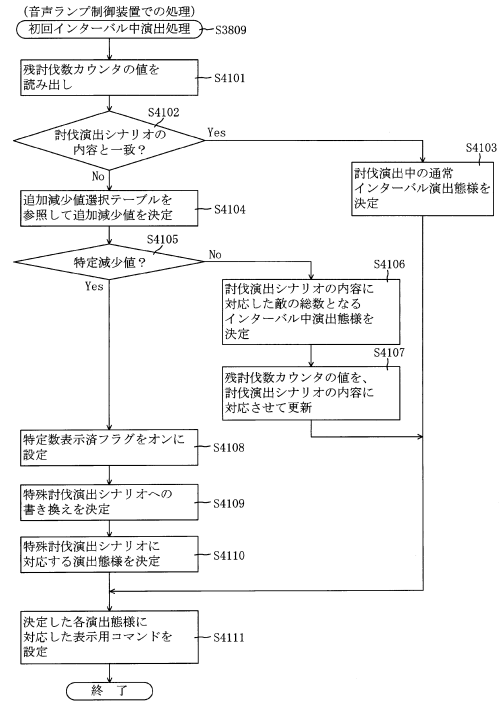 (音声ランプ制御装置での処理)
初回インターバル中演出処理
S3809
残討伐数カウンタの値を
読み出し
S4101
S4102
討伐演出シナリオの
内容と一致?
Yes
No
S4103
討伐演出中の通常
インターバル演出態様
を決定
追加減少値選択テーブルを
参照して追加減少値を決定
S4104
S4105
特定減少値?
No
Yes
S4106
討伐演出シナリオの内容に
対応した敵の総数となる
インターバル中演出態様を
決定
S4107
残討伐数カウンタの値を、
討伐演出シナリオの内容に
対応させて更新
特定数表示済フラグをオンに
設定
S4108
特殊討伐演出シナリオへの
書き換えを決定
S4109
特殊討伐演出シナリオに
対応する演出態様を決定
S4110
決定した各演出態様に
対応した表示用コマンドを
設定
S4111
終 了